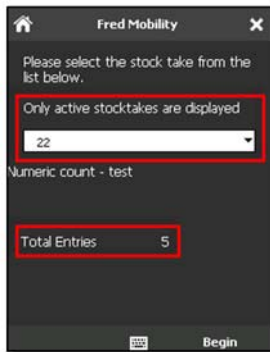 Fred Mobility
Please select the stock take from the
list below.
Only active stocktakes are displayed
22
Numeric count - test
Total Entries 5
Begin